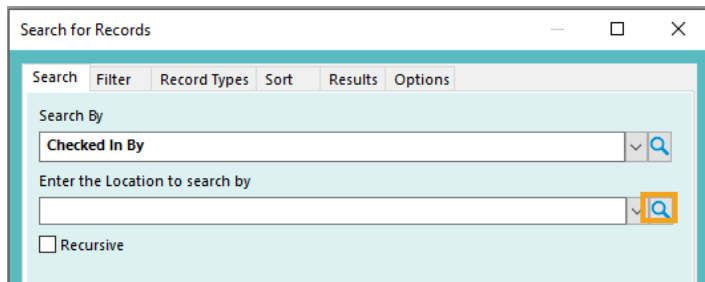 Search for Records
Search Filter Record Types Sort Results Options
Search By
Checked In By
Enter the Location to search by
Recursive